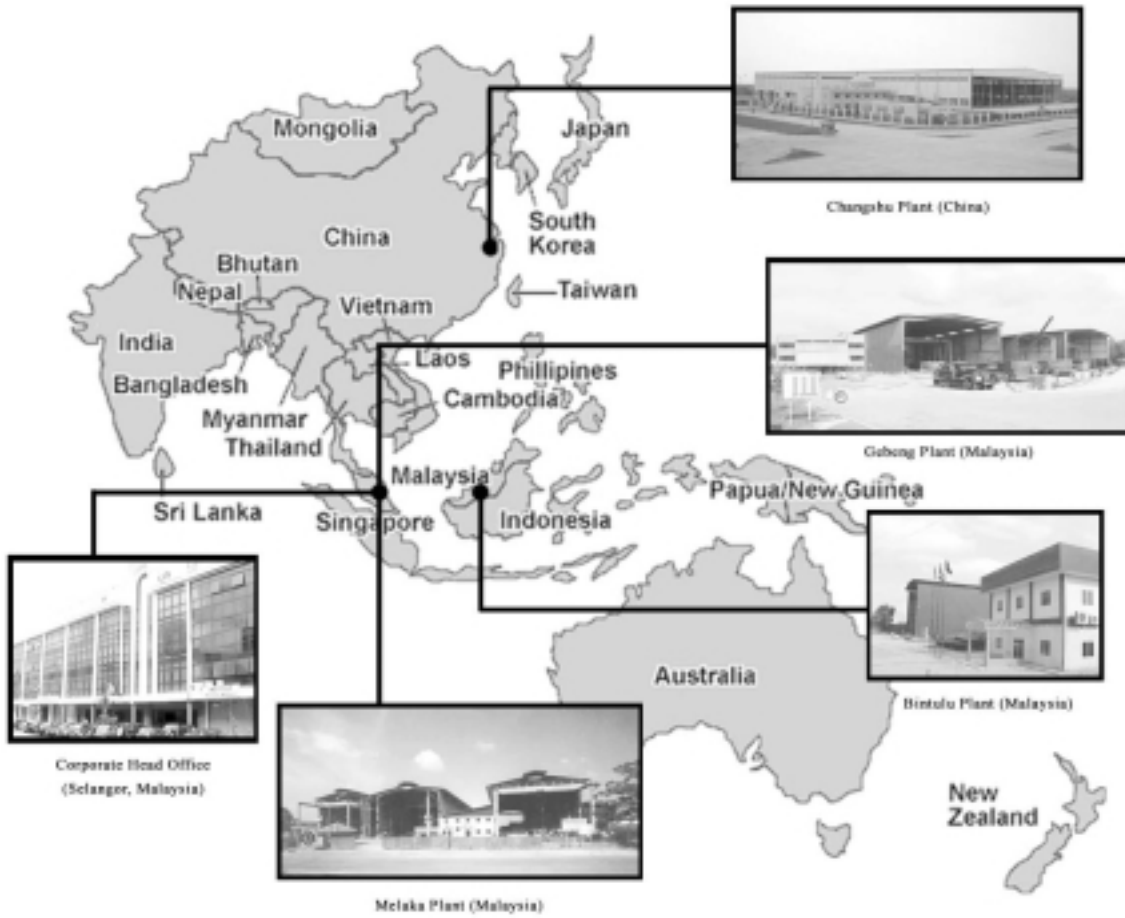 Mongolia
Japan
Changshu Plant (China)
South
Korea
China
Bhutan
Nepal
Taiwan
Vietnam
India
Laos
Phillipines
Bangladesh
Cambodia
Myanmar
Thailand
Gebeng Plant (Malaysia)
Malaysia
Papua/New Guinea
Sri Lanka
Singapore
Indonesia
Australia
Bintulu Plant (Malaysia)
Corporate Head Office
(Selangor, Malaysia)
New
Zealand
Melaka Plant (Malaysia)